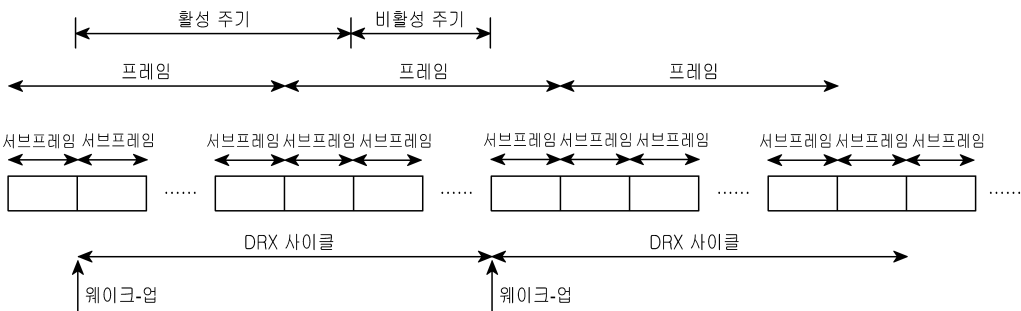 활성 주기 비활성 주기
프레임 프레임 프레임
서브프레임 서브프레임 서브프레임 서브프레임 서브프레임 서브프레임 서브프레임 서브프레임 서브프레임 서브프레임 서브프레임
...... ...... ...... ......
DRX 사이클 DRX 사이클
웨이크-업 웨이크-업